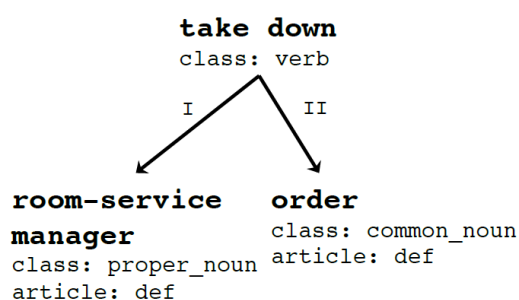 take down
class: verb
I
II
room-service
manager
class: proper_noun
article: def
order
class: common_noun
article: def